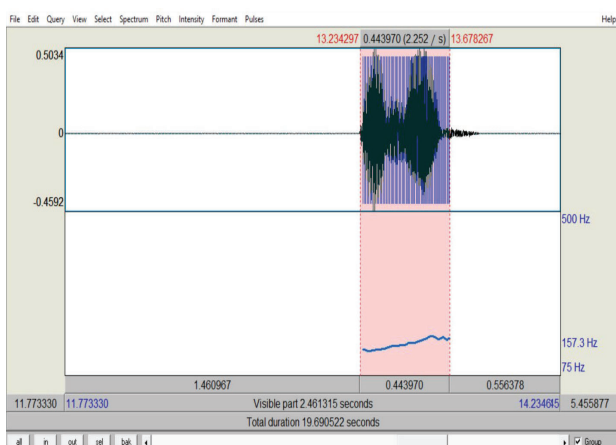 File Edit Query View Select Spectrum Pitch Intensity Formant Pulses Help
13.234297 0.443970 (2.252 / s) 13.678267
0.5034
0
-0.4592
500 Hz
157.3 Hz
75 Hz
1.460967 0.443970 0.556378
11.773330 11.773330 Visible part 2.461315 seconds 14.234645 5.455877
Total duration 19.690522 seconds
all in out sel bak Group